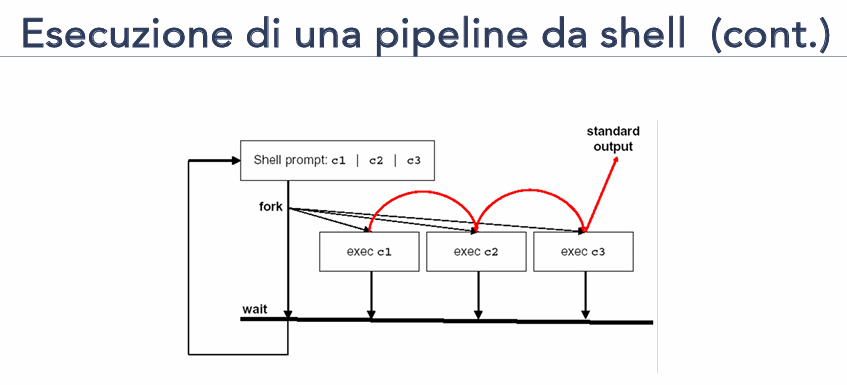 Esecuzione di una pipeline da shell (cont.)
standard
output
Shell prompt: c1 | c2 | c3
fork
exec c1
exec c2
exec c3
wait